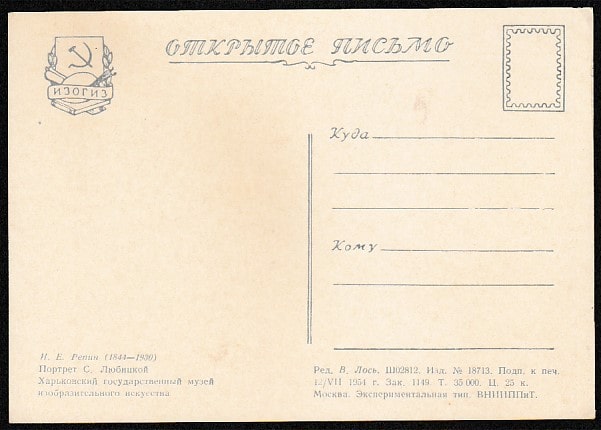 ОТКРЫТОЕ ПИСЬМО
ИЗОГИЗ
Куда
Кому
И. Е. Репин (1844—1930)
Портрет С. Любицкой
Харьковский государственный музей
изобразительного искусства
Ред. В. Лось. Ш02812. Изд. № 18713. Подп. к печ.
12/VII 1954 г. Зак. 1149. Т. 35 000. Ц. 25 к.
Москва. Экспериментальная тип. ВНИИППиТ.